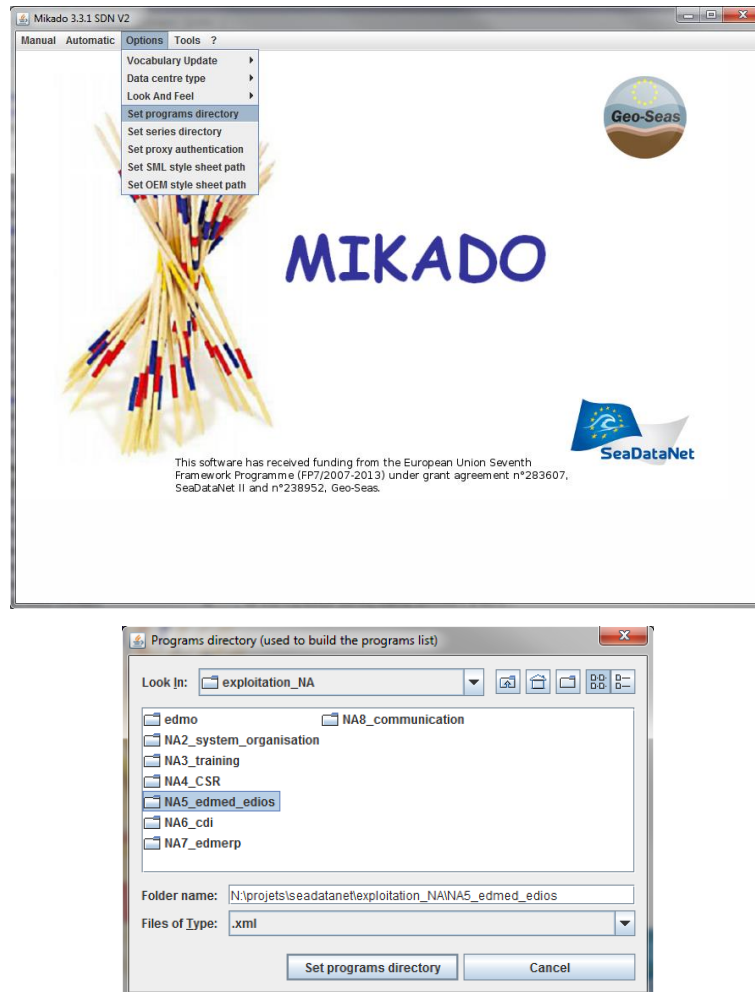 Mikado 3.3.1 SDN V2
Manual Automatic Options Tools ?
Vocabulary Update
Data centre type
Look And Feel
Set programs directory
Set series directory
Set proxy authentication
Set SML style sheet path
Set OEM style sheet path
Geo-Seas
MIKADO
SeaDataNet
This software has received funding from the European Union Seventh
Framework Programme (FP7/2007-2013) under grant agreement n°283607,
SeaDataNet II and n°238952, Geo-Seas.
Programs directory (used to build the programs list)
Look In: exploitation_NA
edmo NA8_communication
NA2_system_organisation
NA3_training
NA4_CSR
NA5_edmed_edios
NA6_cdi
NA7_edmerp
Folder name: N:\projets\seadatanet\exploitation_NA\NA5_edmed_edios
Files of Type: .xml
Set programs directory Cancel